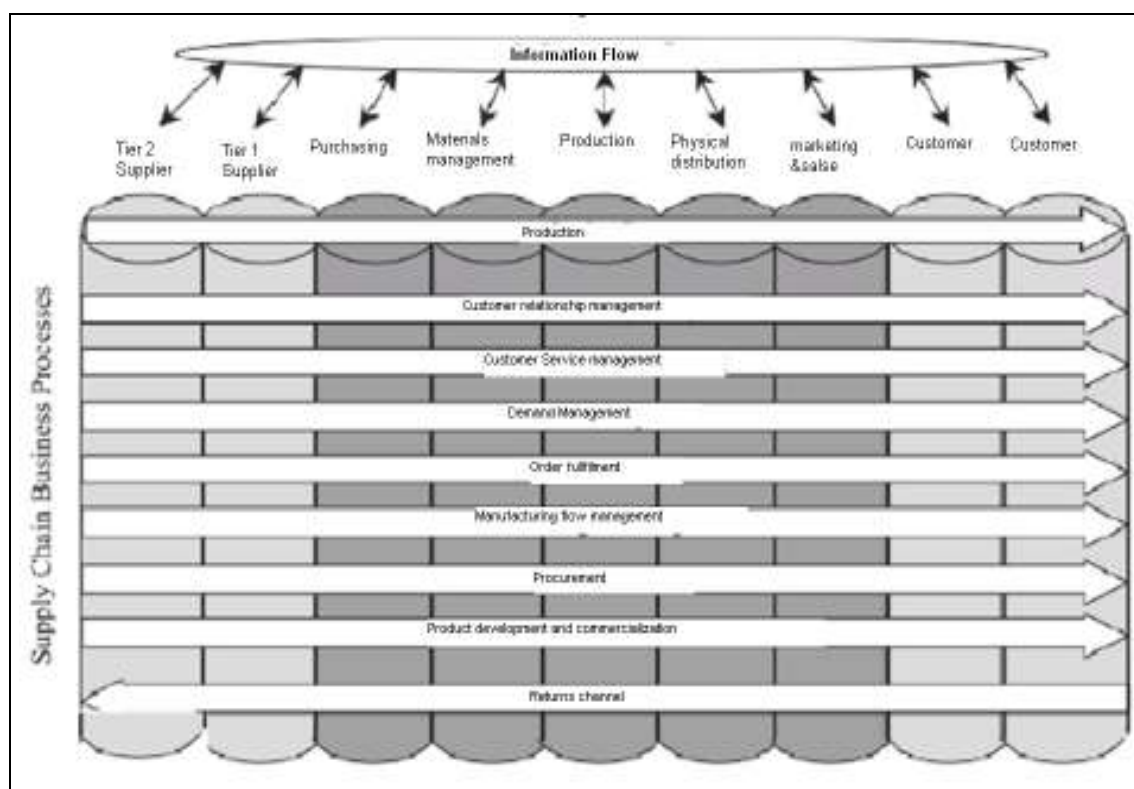 Information Flow
Tier 2
Supplier
Tier 1
Supplier
Purchasing
Materials
management
Production
Physical
distribution
marketing
&salse
Customer
Customer
Supply Chain Business Processes
Production
Customer relationship management
Customer Service management
Demand Management
Order fulfilment
Manufacturing flow management
Procurement
Product development and commercialization
Returns channel